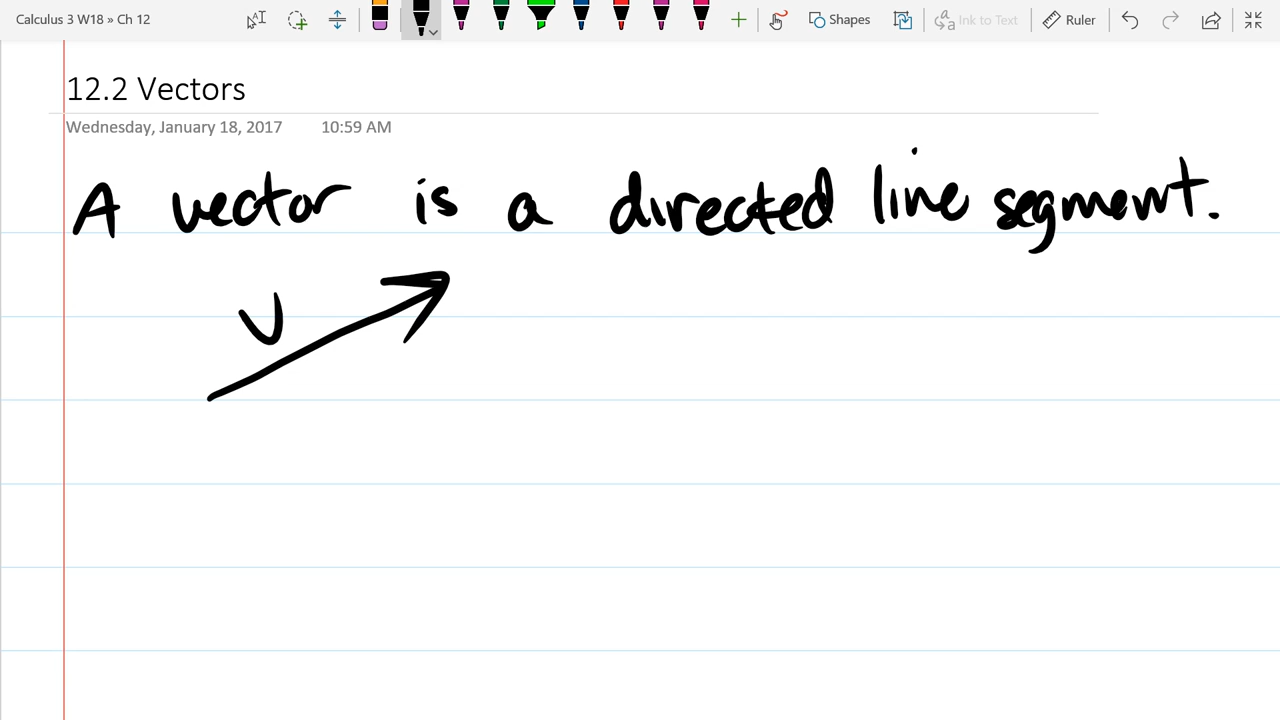 Calculus 3 W18 » Ch 12
Shapes
Ink to Text
Ruler
12.2 Vectors
Wednesday, January 18, 2017 10:59 AM
A vector is a directed line segment.
v